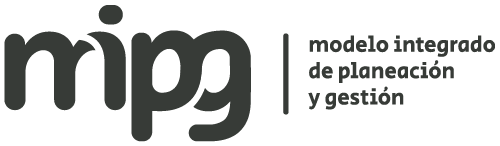 mipg
modelo integrado
de planeación
y gestión